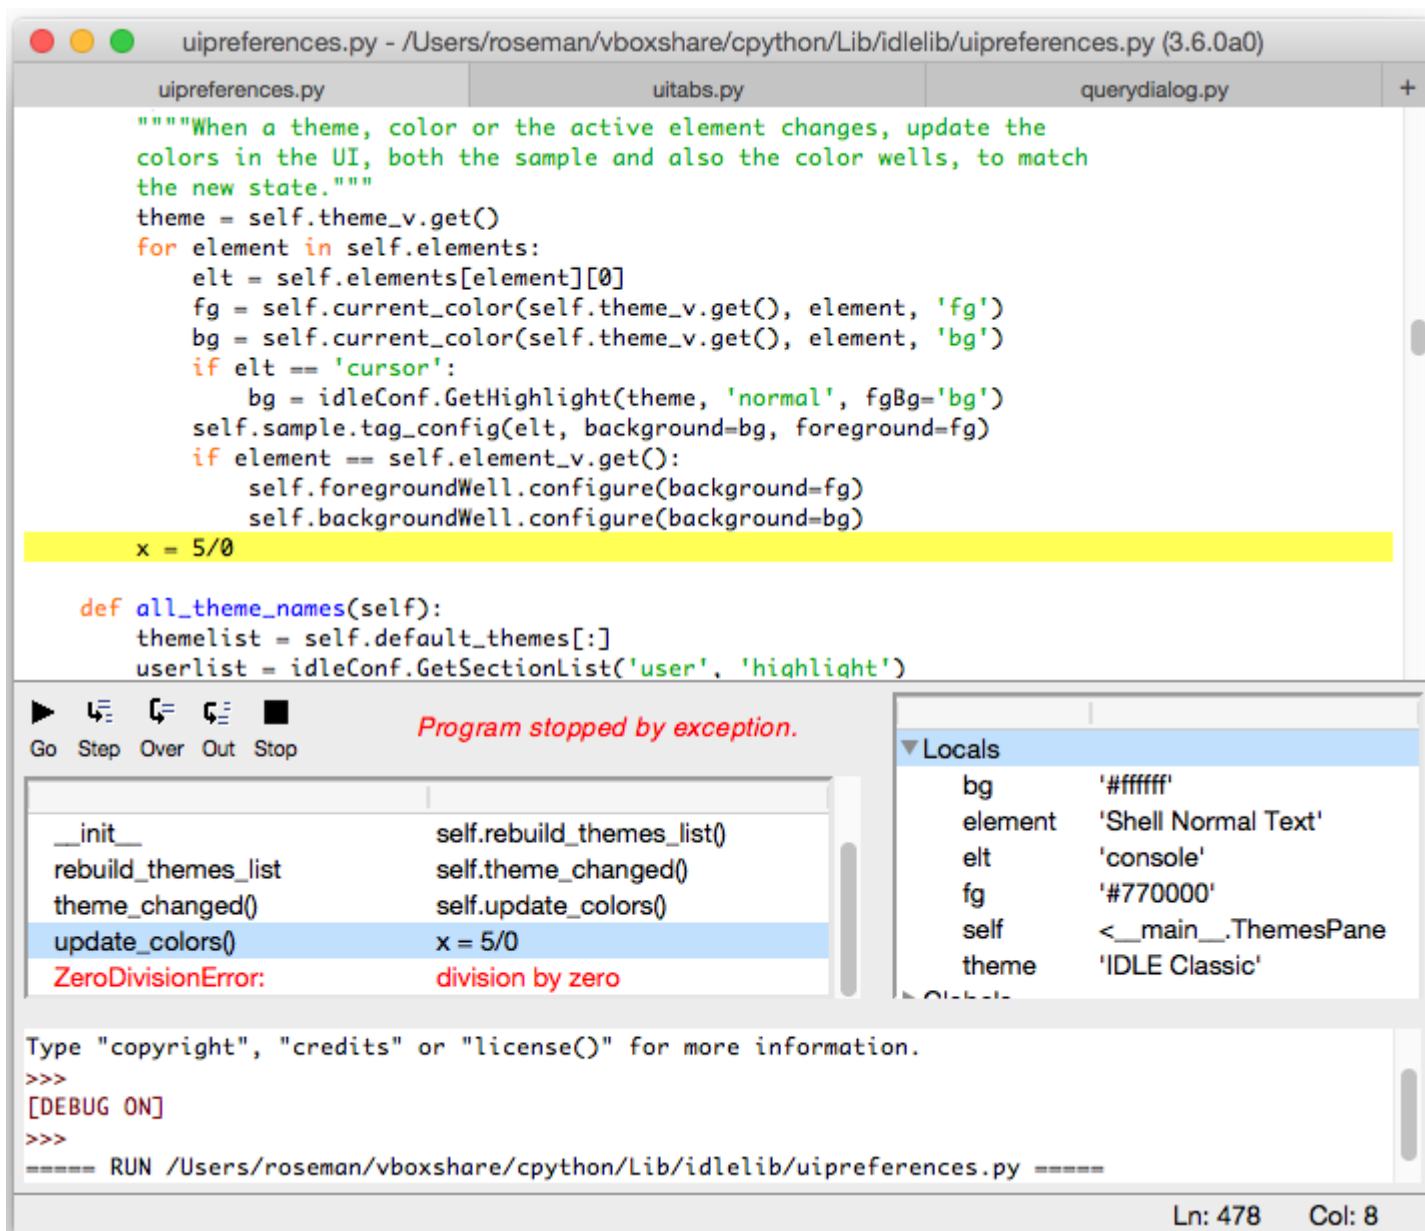 uipreferences.py - /Users/roseman/vboxshare/cpython/Lib/idlelib/uipreferences.py (3.6.0a0)
uipreferences.py uitabs.py querydialog.py +
""""When a theme, color or the active element changes, update the
colors in the UI, both the sample and also the color wells, to match
the new state."""
theme = self.theme_v.get()
for element in self.elements:
elt = self.elements[element][0]
fg = self.current_color(self.theme_v.get(), element, 'fg')
bg = self.current_color(self.theme_v.get(), element, 'bg')
if elt == 'cursor':
bg = idleConf.GetHighlight(theme, 'normal', fgBg='bg')
self.sample.tag_config(elt, background=bg, foreground=fg)
if element == self.element_v.get():
self.foregroundWell.configure(background=fg)
self.backgroundWell.configure(background=bg)
x = 5/0
def all_theme_names(self):
themelist = self.default_themes[:]
userlist = idleConf.GetSectionList('user', 'highlight')
Go Step Over Out Stop
Program stopped by exception.
__init__ self.rebuild_themes_list()
rebuild_themes_list self.theme_changed()
theme_changed() self.update_colors()
update_colors() x = 5/0
ZeroDivisionError: division by zero
Locals
bg '#ffffff'
element 'Shell Normal Text'
elt 'console'
fg '#770000'
self <__main__.ThemesPane
theme 'IDLE Classic'
Globals
Type "copyright", "credits" or "license()" for more information.
>>>
[DEBUG ON]
>>>
===== RUN /Users/roseman/vboxshare/cpython/Lib/idlelib/uipreferences.py =====
Ln: 478 Col: 8